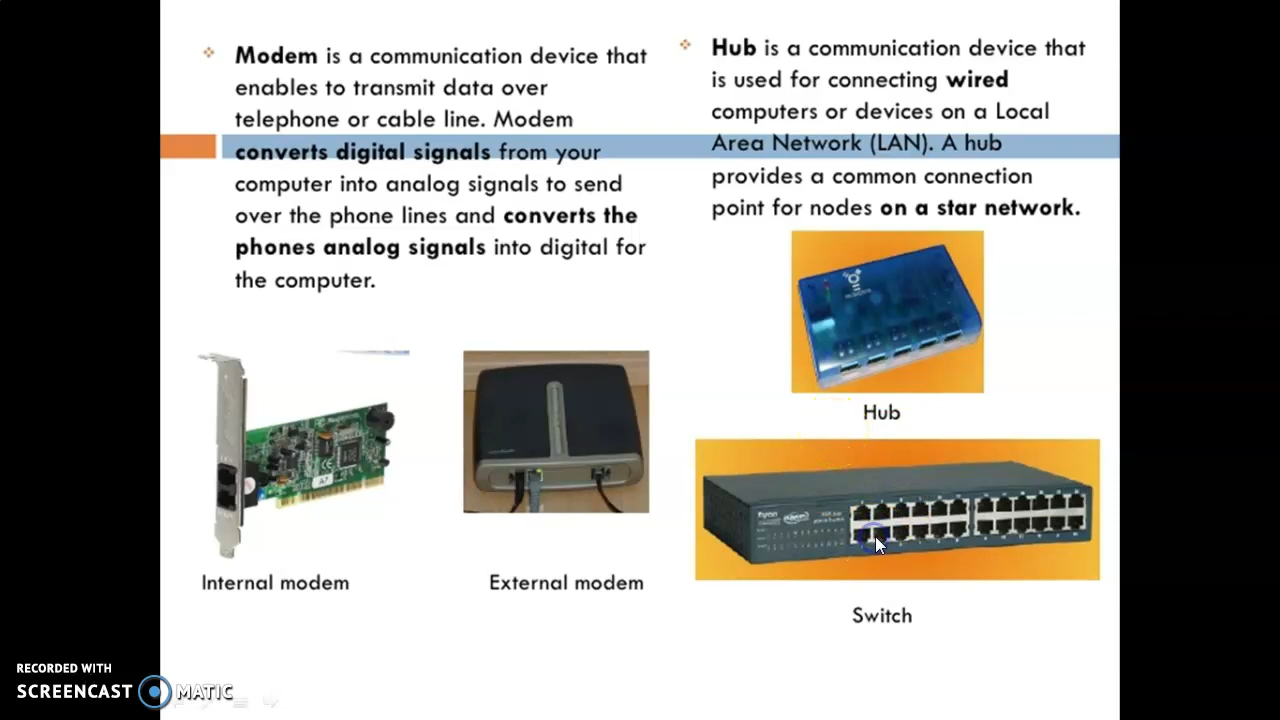 Modem is a communication device that
enables to transmit data over
telephone or cable line. Modem
converts digital signals from your
computer into analog signals to send
over the phone lines and converts the
phones analog signals into digital for
the computer.
Hub is a communication device that
is used for connecting wired
computers or devices on a Local
Area Network (LAN). A hub
provides a common connection
point for nodes on a star network.
Hub
A7
Internal modem
External modem
Switch
RECORDED WITH
SCREENCAST MATIC